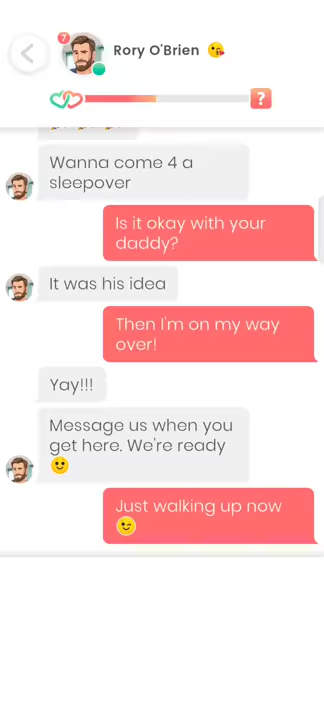 7
Rory O'Brien 😘
?
Wanna come 4 a
sleepover
Is it okay with your
daddy?
It was his idea
Then I'm on my way
over!
Yay!!!
Message us when you
get here. We're ready
🙂
Just walking up now
😉